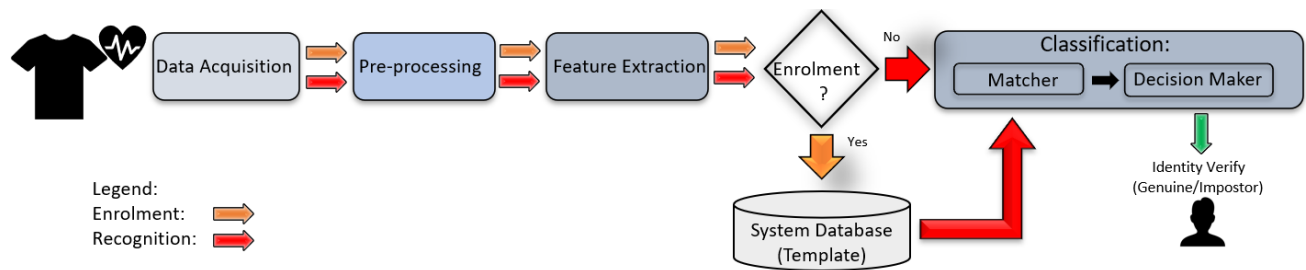 Data Acquisition
Pre-processing
Feature Extraction
Enrolment
?
No
Yes
Classification:
Matcher
Decision Maker
Identity Verify
(Genuine/Impostor)
System Database
(Template)
Legend:
Enrolment:
Recognition: